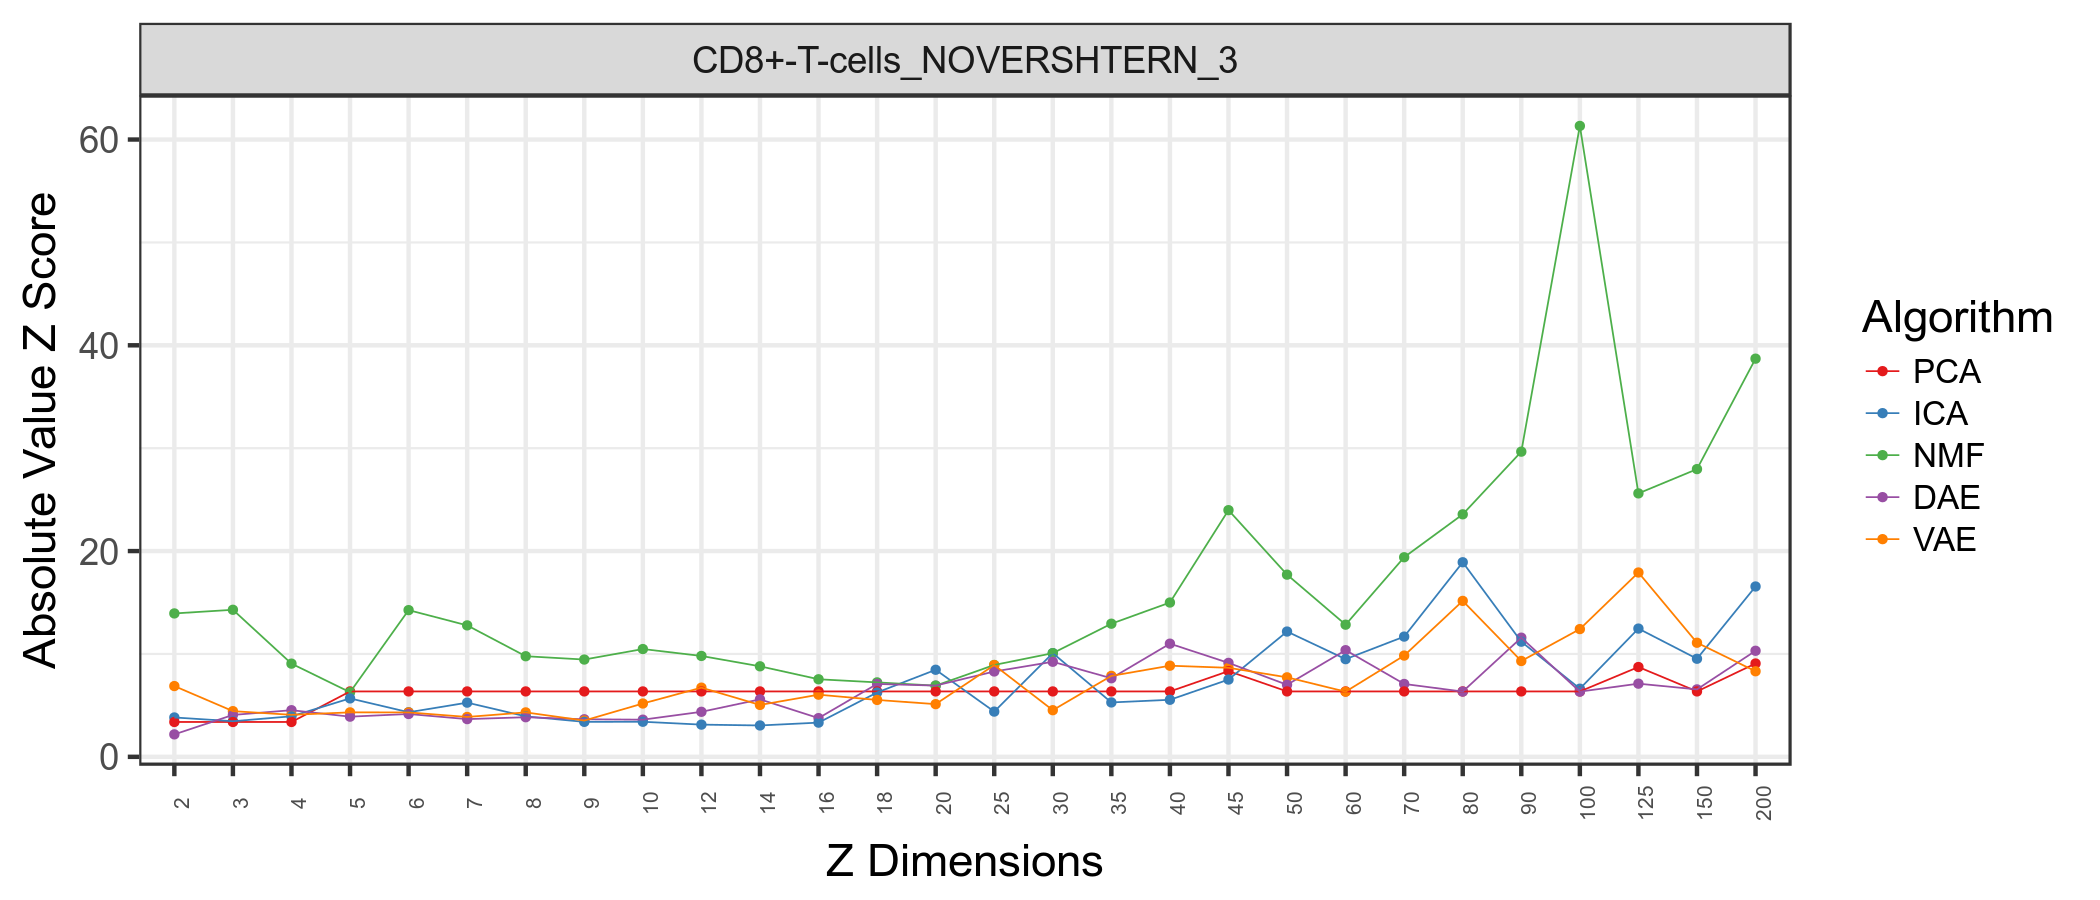 CD8+-T-cells_NOVERSHTERN_3
60
40
20
0
Absolute Value Z Score
2 3 4 5 6 7 8 9 10 12 14 16 18 20 25 30 35 40 45 50 60 70 80 90 100 125 150 200
Z Dimensions
Algorithm
PCA
ICA
NMF
DAE
VAE